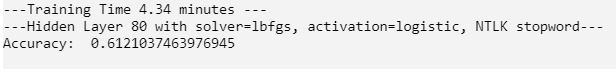 ---Training Time 4.34 minutes ---
---Hidden Layer 80 with solver=lbfgs, activation=logistic, NTLK stopword---
Accuracy:  0.6121037463976945